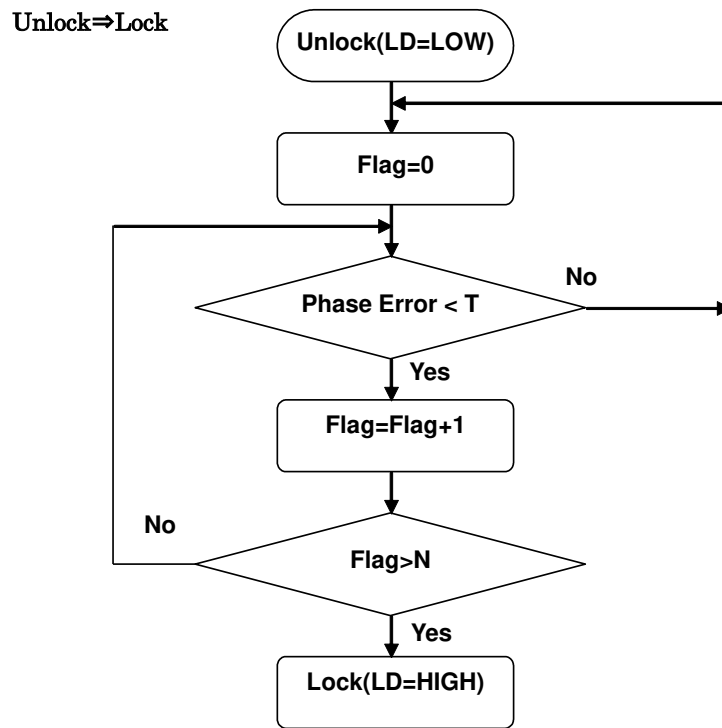 Unlock⇒Lock
Unlock(LD=LOW)
Flag=0
Phase Error < T
No
Yes
Flag=Flag+1
No
Flag>N
Yes
Lock(LD=HIGH)